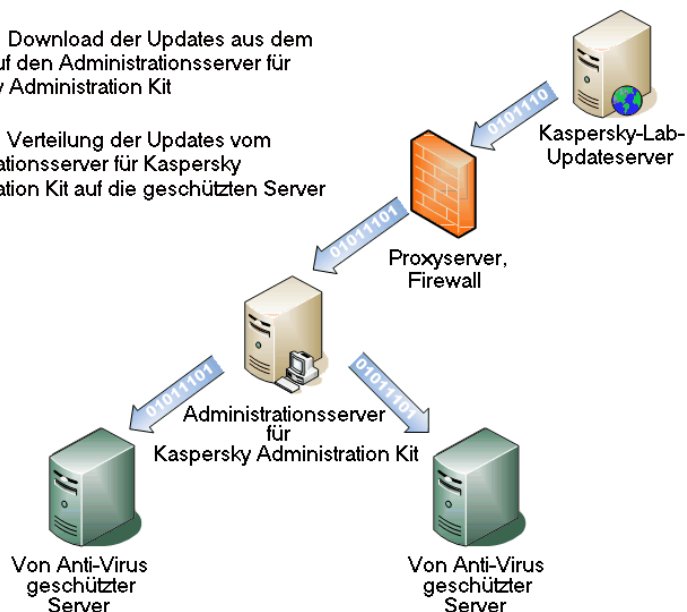 Download der Updates aus dem
uf den Administrationsserver für
y Administration Kit
Verteilung der Updates vom
rationsserver für Kaspersky
ration Kit auf die geschützten Server
0101110
Kaspersky-Lab-
Updateserver
01011101
Proxyserver,
Firewall
01011101
01011101
Administrationsserver
für
Kaspersky Administration Kit
Von Anti-Virus
geschützter
Server
Von Anti-Virus
geschützter
Server